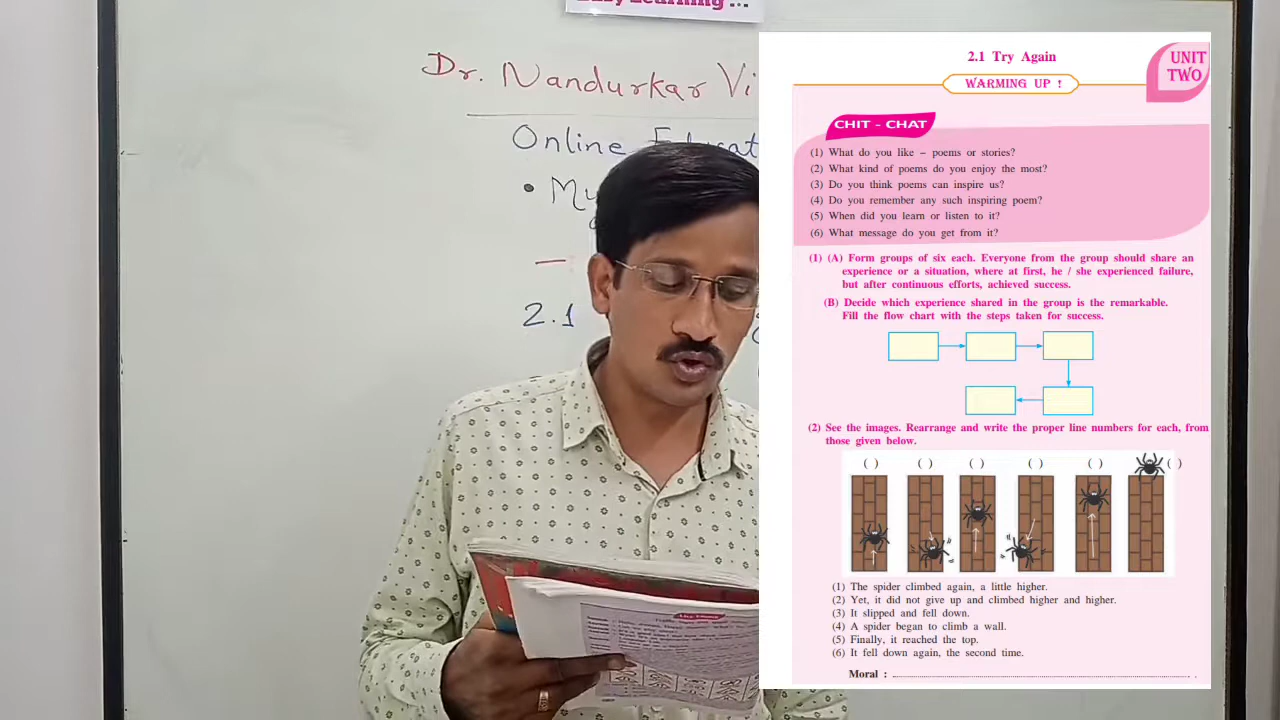 Easy Learning ...
Dr. Nandurkar Vi
Online Educat
• My
2.1
2.1 Try Again
UNIT
TWO
WARMING UP !
CHIT - CHAT
(1) What do you like – poems or stories?
(2) What kind of poems do you enjoy the most?
(3) Do you think poems can inspire us?
(4) Do you remember any such inspiring poem?
(5) When did you learn or listen to it?
(6) What message do you get from it?
(1) (A) Form groups of six each. Everyone from the group should share an
experience or a situation, where at first, he / she experienced failure,
but after continuous efforts, achieved success.
(B) Decide which experience shared in the group is the remarkable.
Fill the flow chart with the steps taken for success.
(2) See the images. Rearrange and write the proper line numbers for each, from
those given below.
( ) ( ) ( ) ( ) ( ) ( )
(1) The spider climbed again, a little higher.
(2) Yet, it did not give up and climbed higher and higher.
(3) It slipped and fell down.
(4) A spider began to climb a wall.
(5) Finally, it reached the top.
(6) It fell down again, the second time.
Moral : .......................................................................................... .